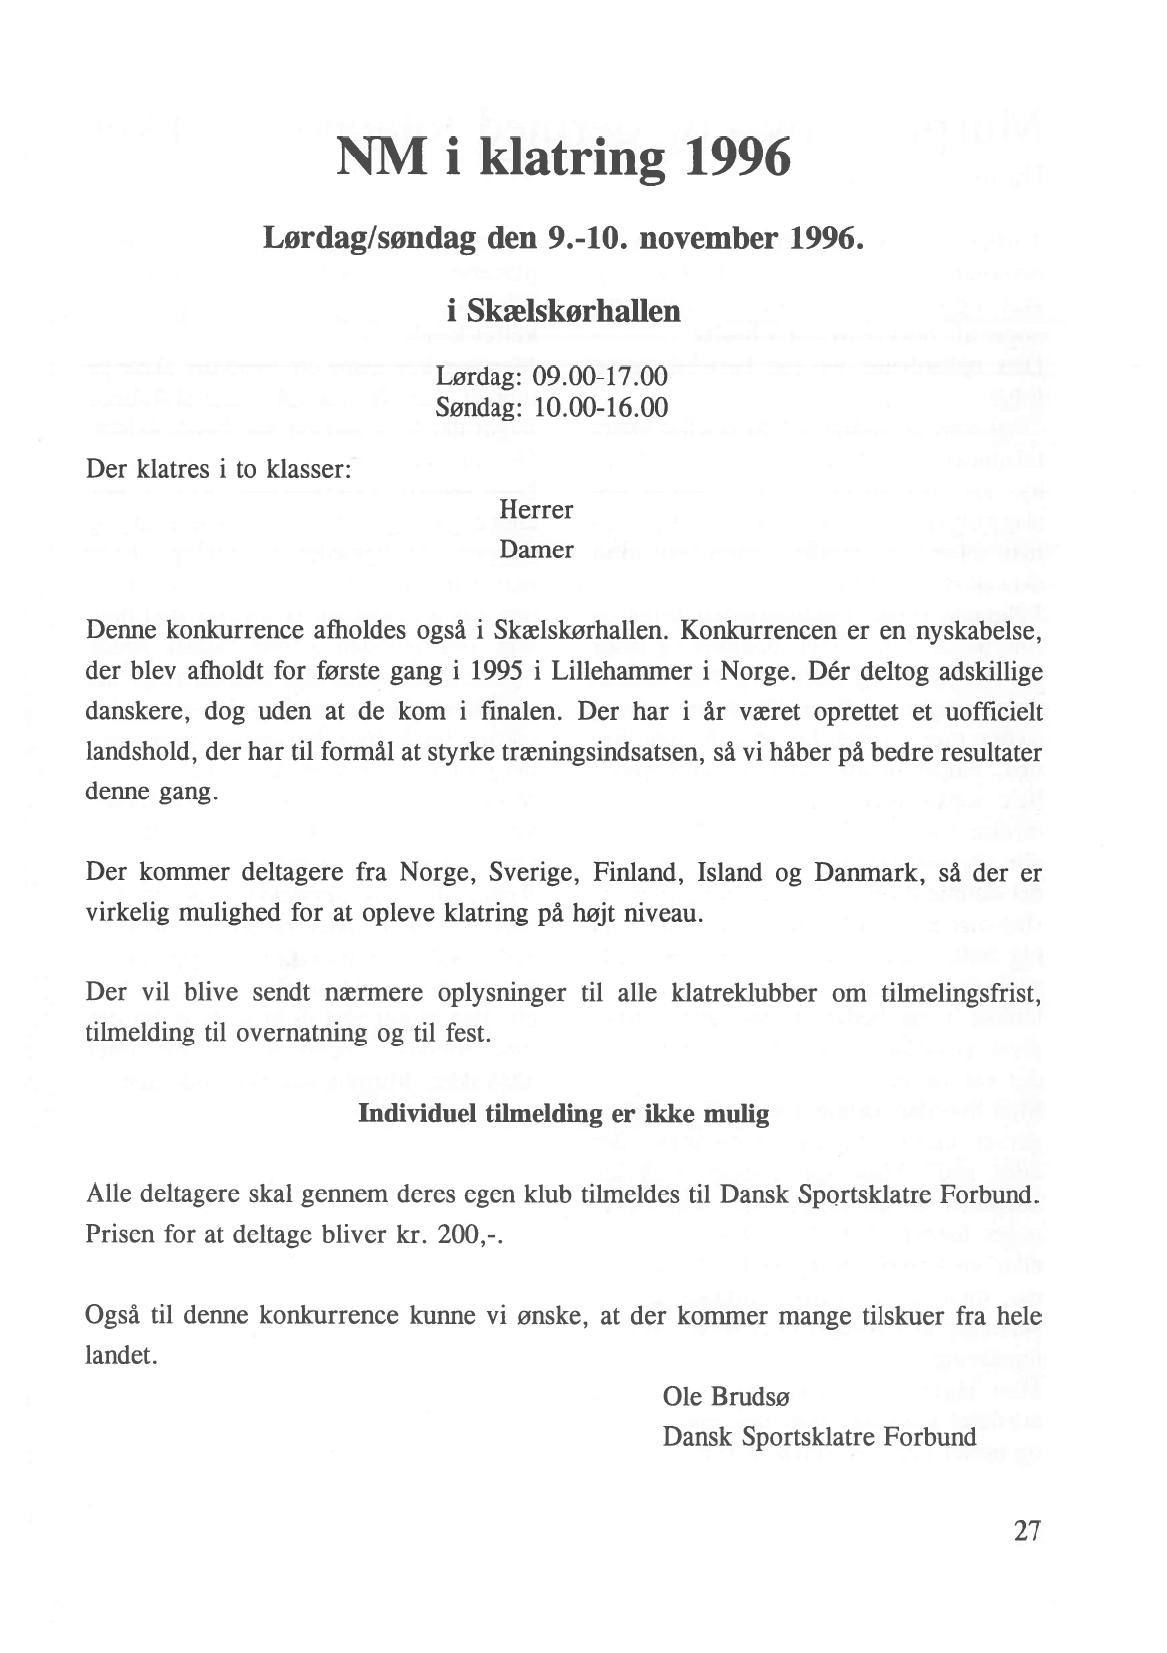 NM i klatring 1996
Lørdag/søndag den 9.-10. november 1996.
i Skælskørhallen
Lørdag: 09.00-17.00
Søndag: 10.00-16.00
Der klatres i to klasser:
Herrer
Damer
Denne konkurrence afholdes også i Skælskørhallen. Konkurrencen er en nyskabelse,
der blev afholdt for første gang i 1995 i Lillehammer i Norge. Dér deltog adskillige
danskere, dog uden at de kom i finalen. Der har i år været oprettet et uofficielt
landshold, der har til formål at styrke træningsindsatsen, så vi håber på bedre resultater
denne gang.
Der kommer deltagere fra Norge, Sverige, Finland, Island og Danmark, så der er
virkelig mulighed for at opleve klatring på højt niveau.
Der vil blive sendt nærmere oplysninger til alle klatreklubber om tilmelingsfrist,
tilmelding til overnatning og til fest.
Individuel tilmelding er ikke mulig
Alle deltagere skal gennem deres egen klub tilmeldes til Dansk Sportsklatre Forbund.
Prisen for at deltage bliver kr. 200,-.
Også til denne konkurrence kunne vi ønske, at der kommer mange tilskuer fra hele
landet.
Ole Brudsø
Dansk Sportsklatre Forbund
27